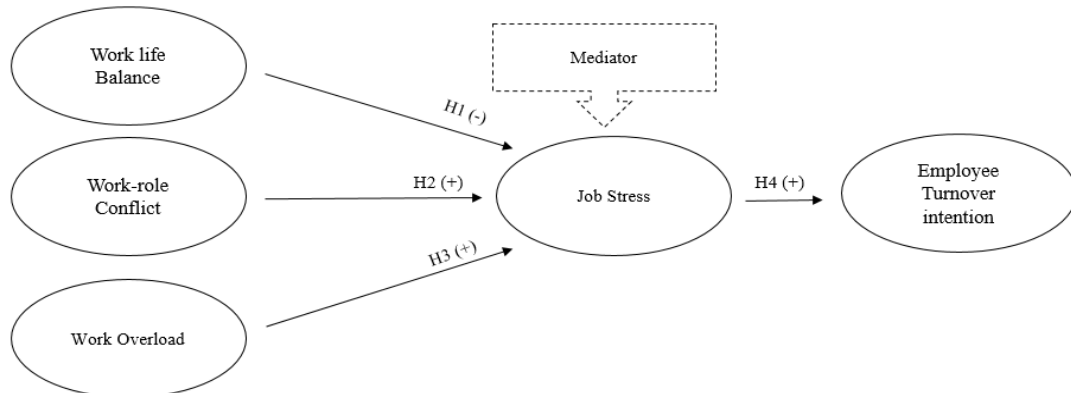 Work life
Balance
Mediator
H1 (-)
Work-role
Conflict
H2 (+)
Job Stress
H4 (+)
Employee
Turnover
intention
H3 (+)
Work Overload